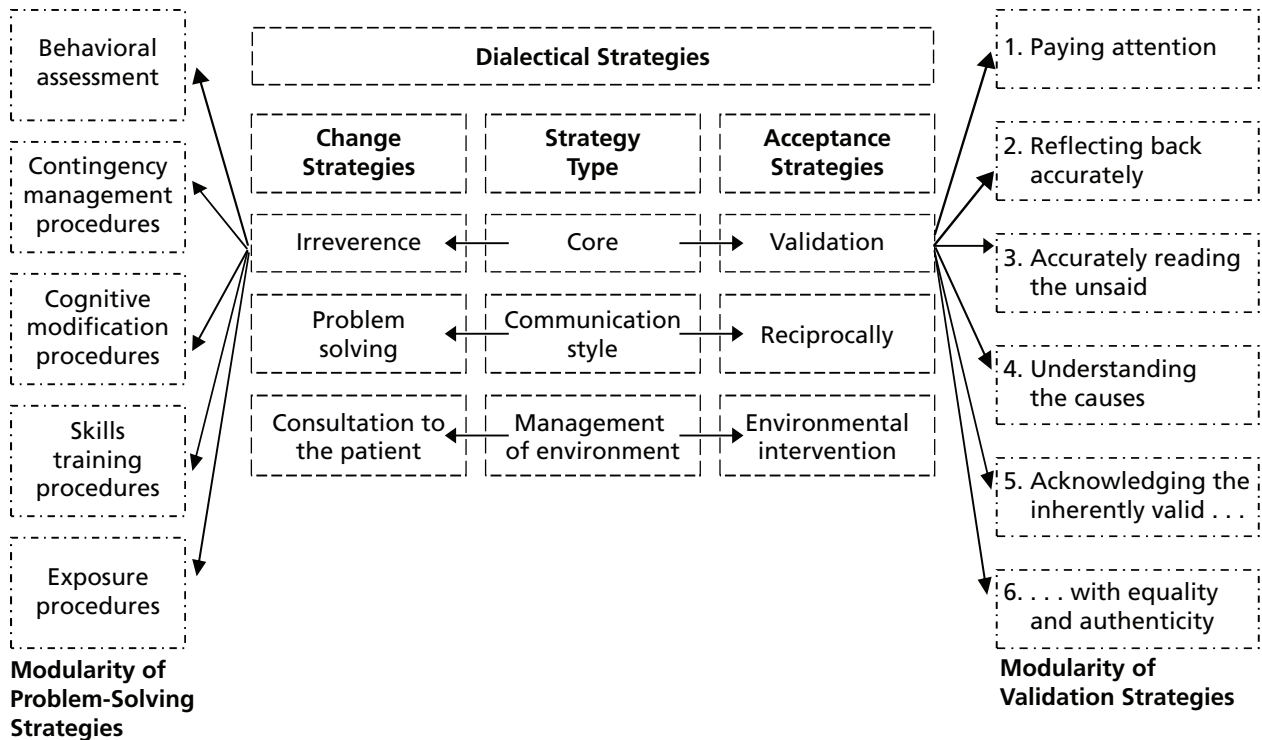 Behavioral
assessment
Contingency
management
procedures
Cognitive
modification
procedures
Skills
training
procedures
Exposure
procedures
Modularity of
Problem-Solving
Strategies
Dialectical Strategies
Change
Strategies
Strategy
Type
Acceptance
Strategies
Irreverence
Core
Validation
Problem
solving
Communication
style
Reciprocally
Consultation to
the patient
Management
of environment
Environmental
intervention
1. Paying attention
2. Reflecting back
accurately
3. Accurately reading
the unsaid
4. Understanding
the causes
5. Acknowledging the
inherently valid . . .
6. . . . with equality
and authenticity
Modularity of
Validation Strategies